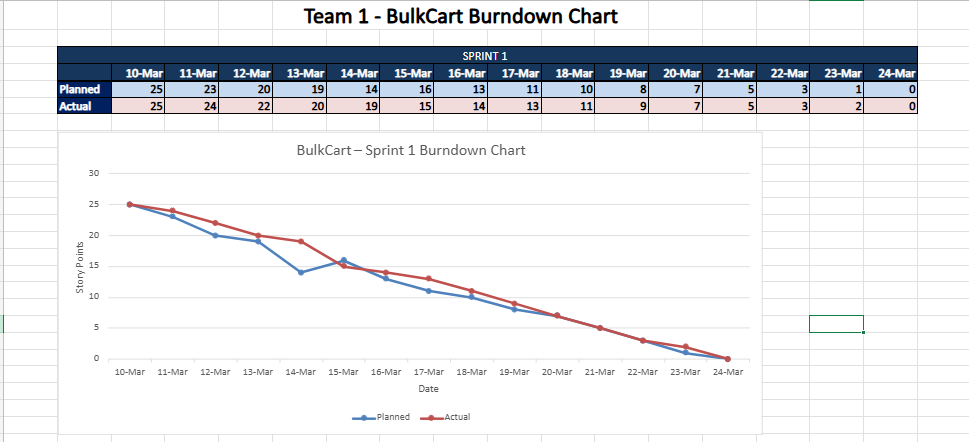 Team 1 - BulkCart Burndown Chart
SPRINT 1
10-Mar 11-Mar 12-Mar 13-Mar 14-Mar 15-Mar 16-Mar 17-Mar 18-Mar 19-Mar 20-Mar 21-Mar 22-Mar 23-Mar 24-Mar
Planned 25 23 20 19 14 16 13 11 10 8 7 5 3 1 0
Actual 25 24 22 20 19 15 14 13 11 9 7 5 3 2 0
BulkCart – Sprint 1 Burndown Chart
30
25
20
15
10
5
0
Story Points
10-Mar 11-Mar 12-Mar 13-Mar 14-Mar 15-Mar 16-Mar 17-Mar 18-Mar 19-Mar 20-Mar 21-Mar 22-Mar 23-Mar 24-Mar
Date
Planned Actual